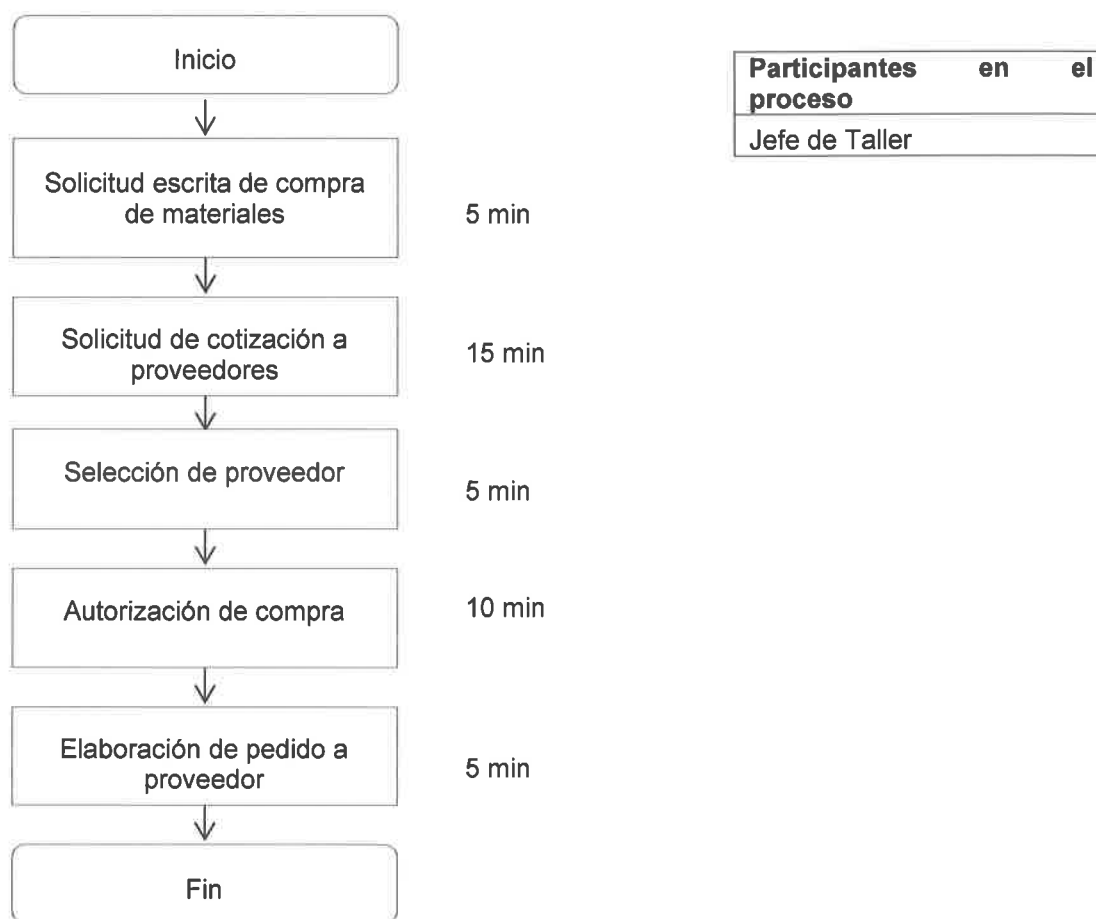 Inicio
Participantes en el
proceso
Jefe de Taller
Solicitud escrita de compra
de materiales
5 min
Solicitud de cotización a
proveedores
15 min
Selección de proveedor
5 min
Autorización de compra
10 min
Elaboración de pedido a
proveedor
5 min
Fin